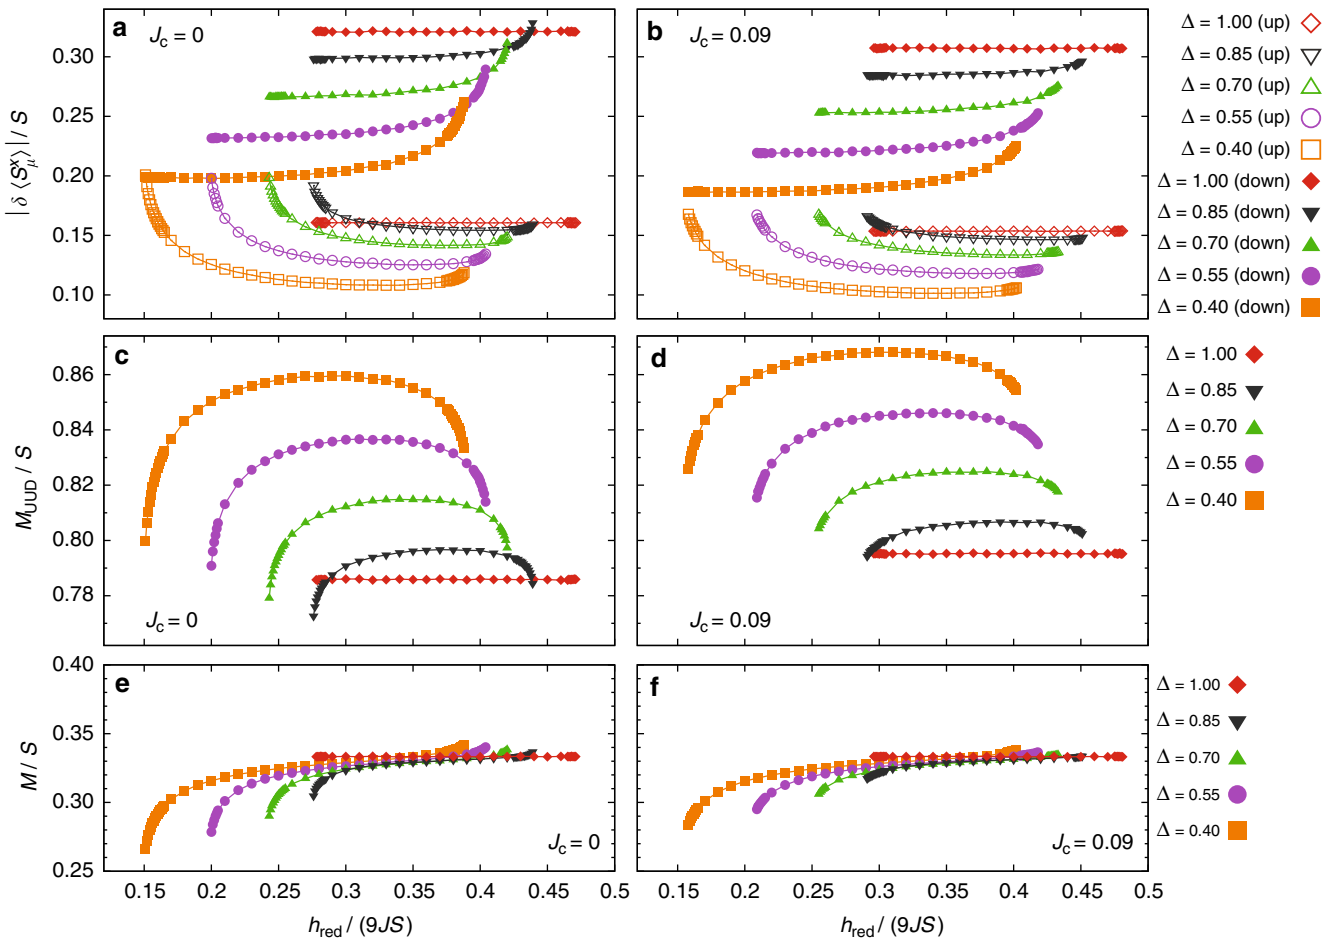 a
J_c = 0
0.30
0.25
0.20
0.15
0.10
|δ⟨S^x_μ⟩| / S
b
J_c = 0.09
Δ = 1.00 (up)
Δ = 0.85 (up)
Δ = 0.70 (up)
Δ = 0.55 (up)
Δ = 0.40 (up)
Δ = 1.00 (down)
Δ = 0.85 (down)
Δ = 0.70 (down)
Δ = 0.55 (down)
Δ = 0.40 (down)
c
0.86
0.84
0.82
0.80
0.78
M_UUD / S
J_c = 0
d
J_c = 0.09
Δ = 1.00
Δ = 0.85
Δ = 0.70
Δ = 0.55
Δ = 0.40
e
0.40
0.35
0.30
0.25
M / S
J_c = 0
0.15 0.2 0.25 0.3 0.35 0.4 0.45 0.5
h_red / (9JS)
f
J_c = 0.09
0.15 0.2 0.25 0.3 0.35 0.4 0.45 0.5
h_red / (9JS)
Δ = 1.00
Δ = 0.85
Δ = 0.70
Δ = 0.55
Δ = 0.40